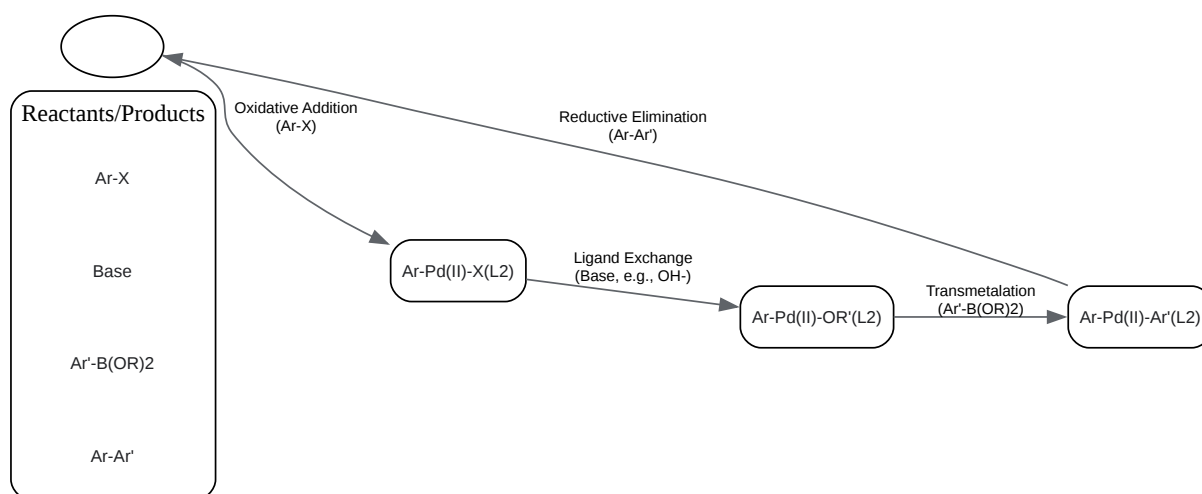 Reactants/Products
Ar-X
Base
Ar'-B(OR)2
Ar-Ar'
Oxidative Addition
(Ar-X)
Reductive Elimination
(Ar-Ar')
Ar-Pd(II)-X(L2)
Ligand Exchange
(Base, e.g., OH-)
Ar-Pd(II)-OR'(L2)
Transmetalation
(Ar'-B(OR)2)
Ar-Pd(II)-Ar'(L2)